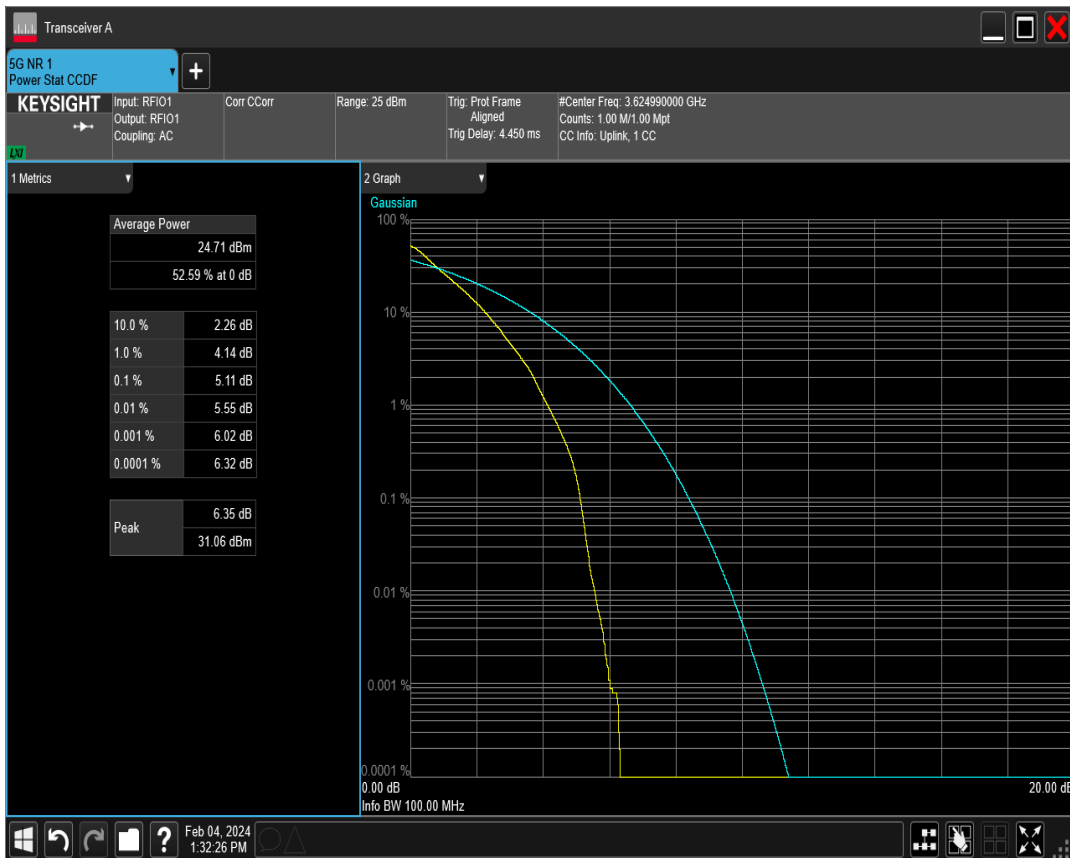 Transceiver A
5G NR 1
Power Stat CCDF
KEYSIGHT
LXI
Input: RFIO1
Output: RFIO1
Coupling: AC
Corr CCorr
Range: 25 dBm
Trig: Prot Frame
Aligned
Trig Delay: 4.450 ms
#Center Freq: 3.624990000 GHz
Counts: 1.00 M/1.00 Mpt
CC Info: Uplink, 1 CC
1 Metrics
Average Power
24.71 dBm
52.59 % at 0 dB
10.0 % 2.26 dB
1.0 % 4.14 dB
0.1 % 5.11 dB
0.01 % 5.55 dB
0.001 % 6.02 dB
0.0001 % 6.32 dB
Peak 6.35 dB
31.06 dBm
2 Graph
Gaussian
100 %
10 %
1 %
0.1 %
0.01 %
0.001 %
0.0001 %
0.00 dB 20.00 dB
Info BW 100.00 MHz
?
Feb 04, 2024
1:32:26 PM